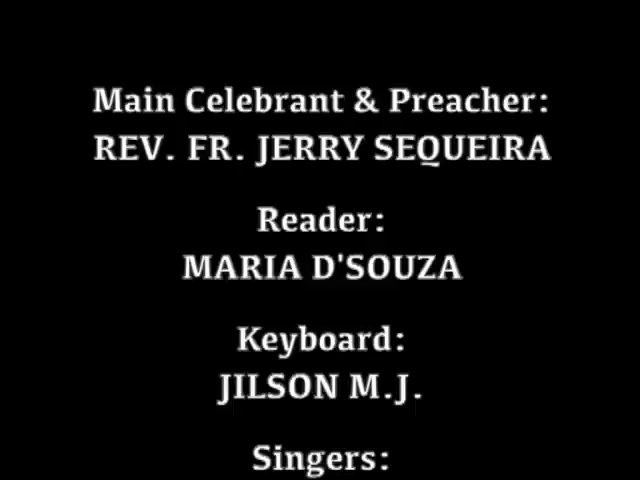 Main Celebrant & Preacher:
REV. FR. JERRY SEQUEIRA
Reader:
MARIA D'SOUZA
Keyboard:
JILSON M.J.
Singers: